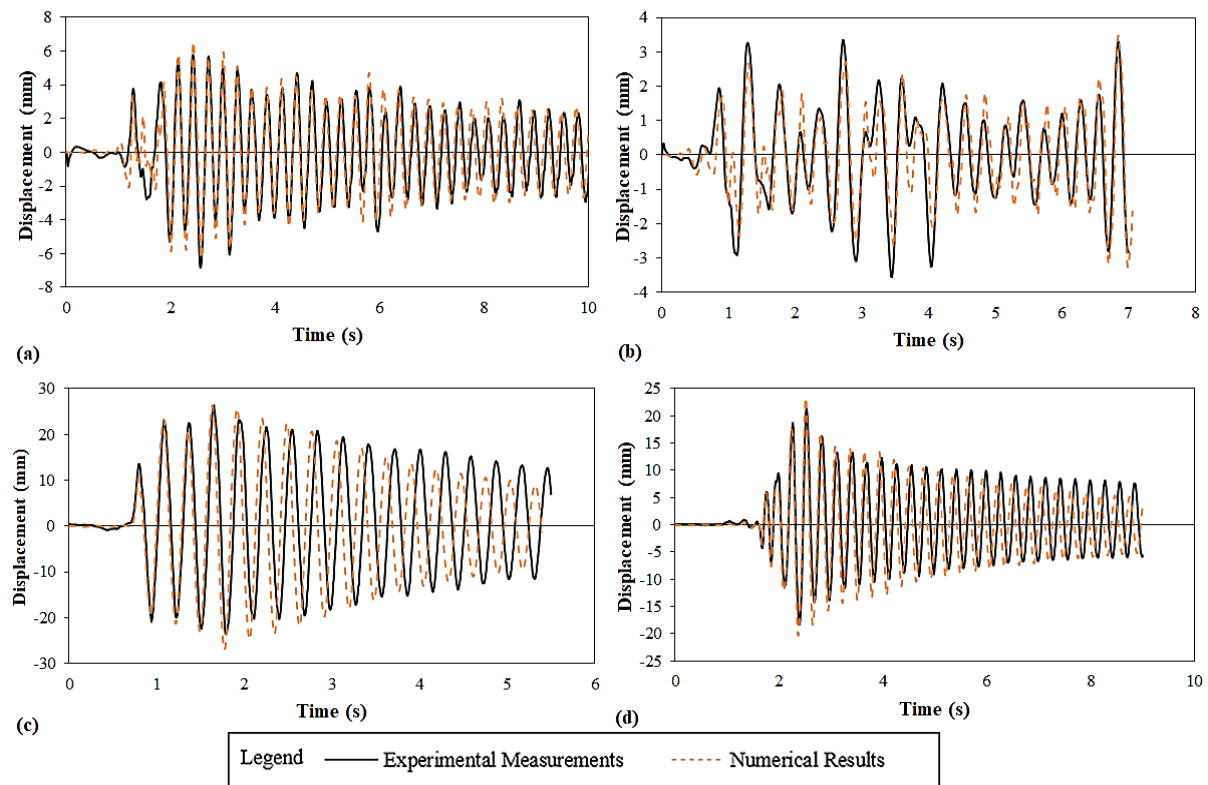 8
6
4
2
0
-2
-4
-6
-8
Displacement (mm)
0 2 4 6 8 10
Time (s)
(a)
4
3
2
1
0
-1
-2
-3
-4
Displacement (mm)
0 1 2 3 4 5 6 7 8
Time (s)
(b)
30
20
10
0
-10
-20
-30
Displacement (mm)
0 1 2 3 4 5 6
Time (s)
(c)
25
20
15
10
5
0
-5
-10
-15
-20
-25
Displacement (mm)
0 2 4 6 8 10
Time (s)
(d)
Legend Experimental Measurements Numerical Results